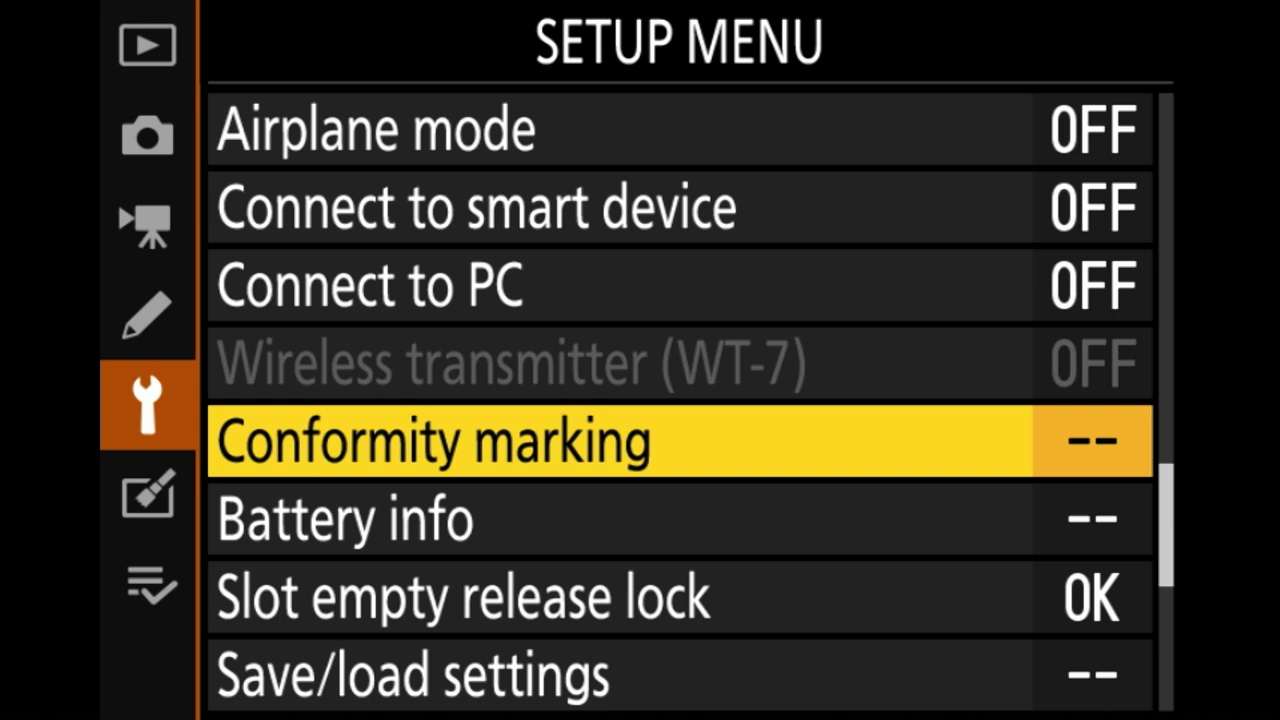 SETUP MENU
Airplane mode OFF
Connect to smart device OFF
Connect to PC OFF
Wireless transmitter (WT-7) OFF
Conformity marking --
Battery info --
Slot empty release lock OK
Save/load settings --